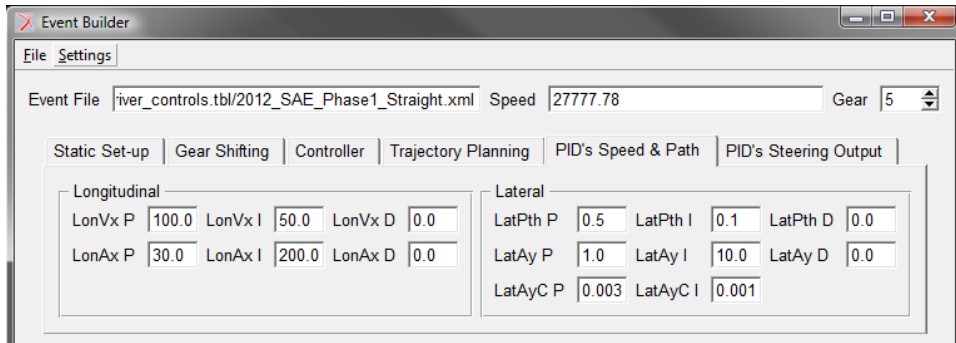 Event Builder
File Settings
Event File river_controls.tbl/2012_SAE_Phase1_Straight.xml Speed 27777.78 Gear 5
Static Set-up Gear Shifting Controller Trajectory Planning PID's Speed & Path PID's Steering Output
Longitudinal Lateral
LonVx P 100.0 LonVx I 50.0 LonVx D 0.0 LatPth P 0.5 LatPth I 0.1 LatPth D 0.0
LonAx P 30.0 LonAx I 200.0 LonAx D 0.0 LatAy P 1.0 LatAy I 10.0 LatAy D 0.0
LatAyC P 0.003 LatAyC I 0.001